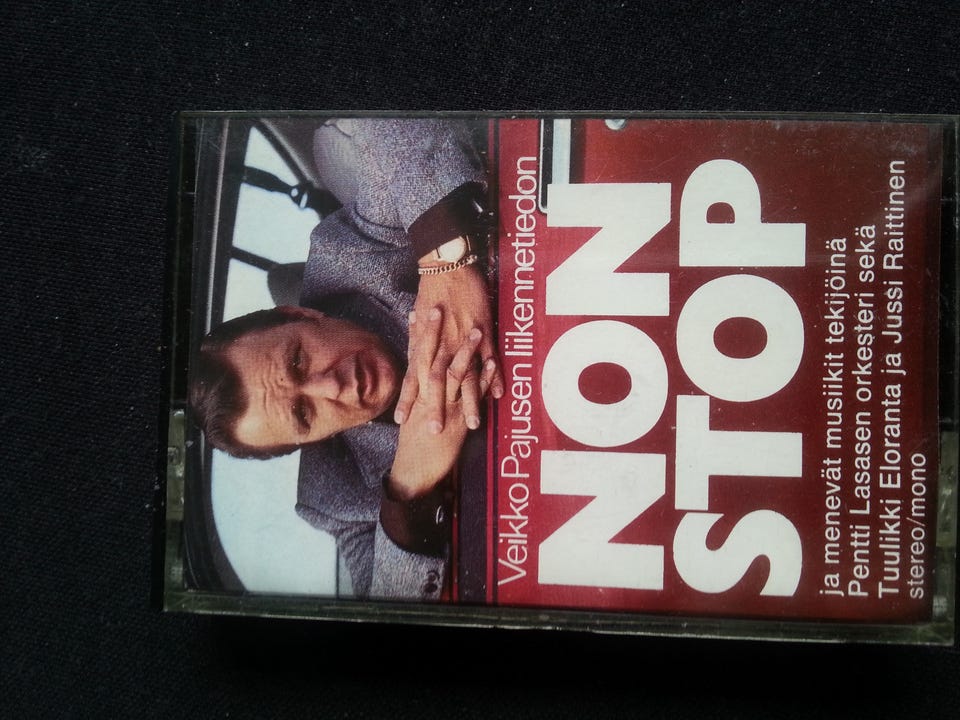 Veikko Pajusen liikennetiedon
NON
STOP
ja menevät musiikit tekijöinä
Pentti Lasasen orkesteri sekä
Tuulikki Eloranta ja Jussi Raittinen
stereo/mono